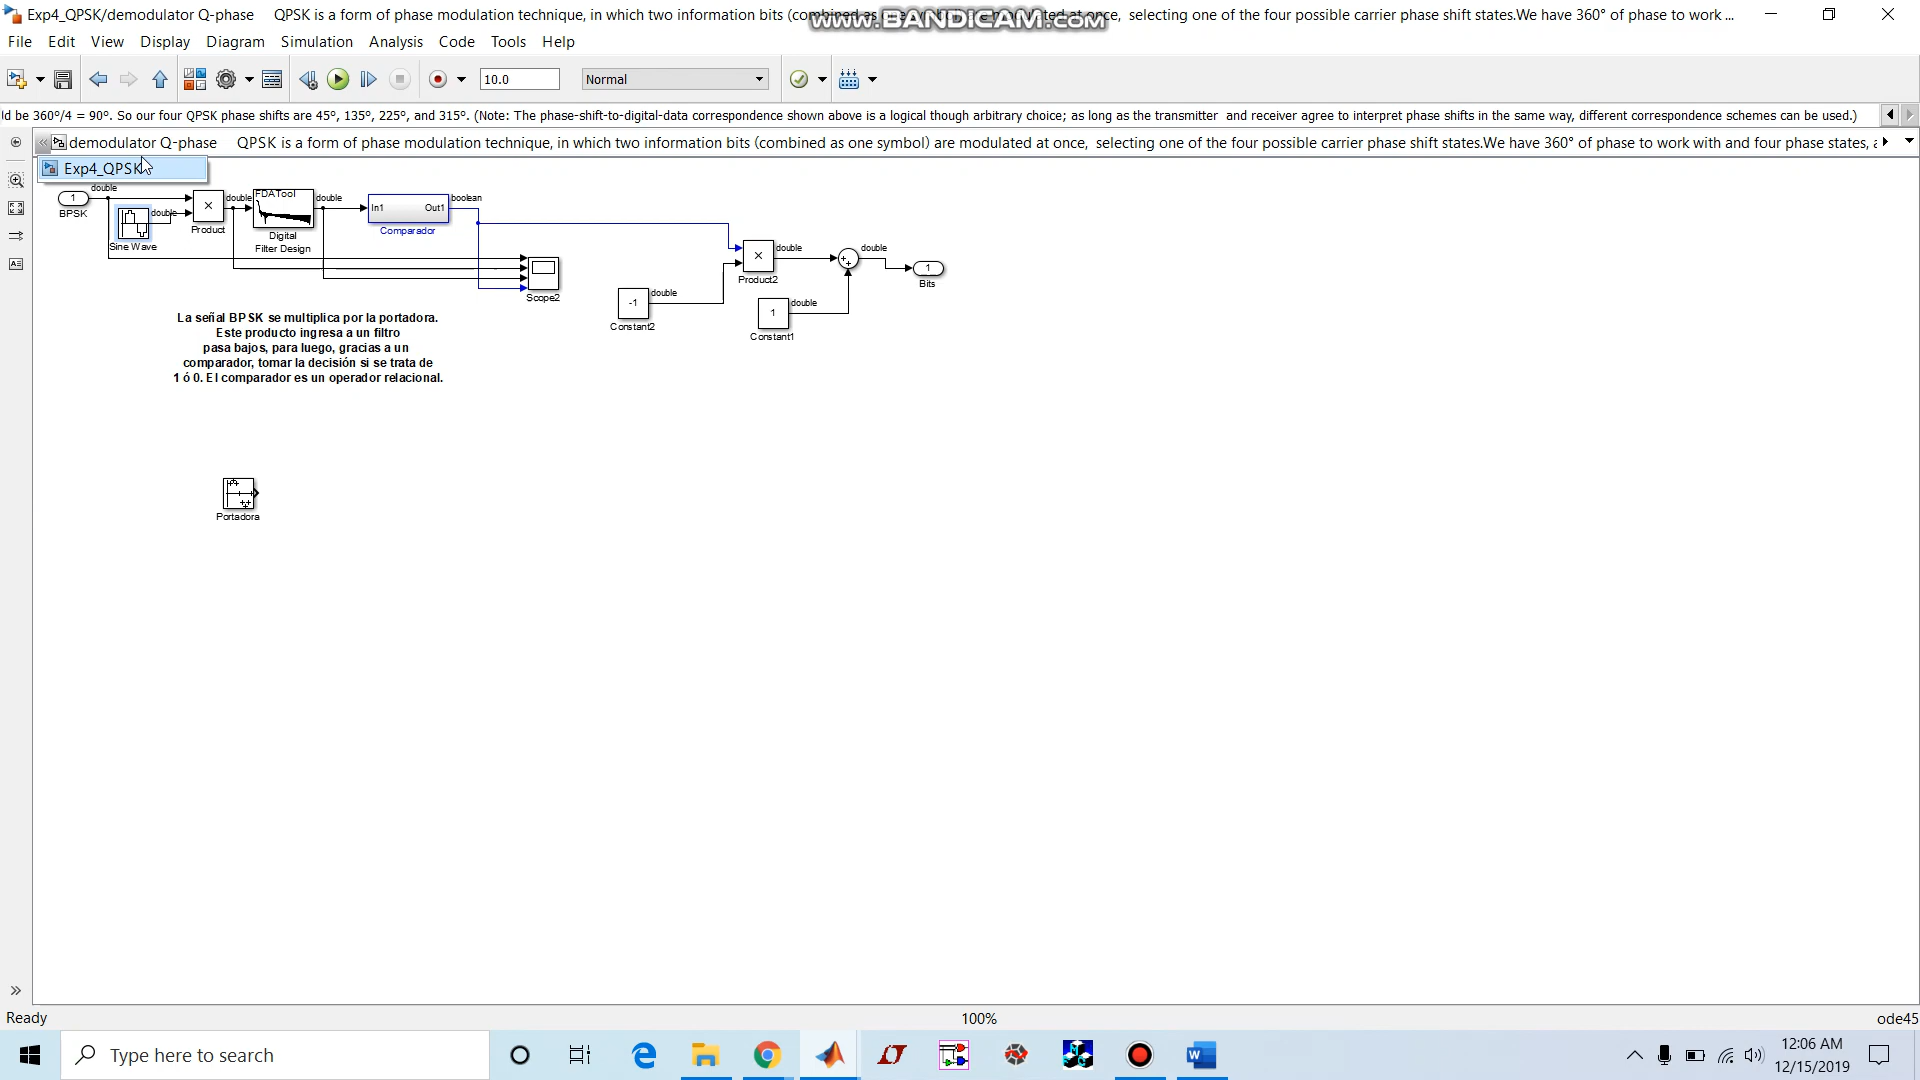 Exp4_QPSK/demodulator Q-phase QPSK is a form of phase modulation technique, in which two information bits (combined as one symbol) are modulated at once, selecting one of the four possible carrier phase shift states.We have 360° of phase to work ...
www.BANDICAM.com
File Edit View Display Diagram Simulation Analysis Code Tools Help
10.0 Normal
ld be 360°/4 = 90°. So our four QPSK phase shifts are 45°, 135°, 225°, and 315°. (Note: The phase-shift-to-digital-data correspondence shown above is a logical though arbitrary choice; as long as the transmitter and receiver agree to interpret phase shifts in the same way, different correspondence schemes can be used.)
demodulator Q-phase QPSK is a form of phase modulation technique, in which two information bits (combined as one symbol) are modulated at once, selecting one of the four possible carrier phase shift states.We have 360° of phase to work with and four phase states, a
Exp4_QPSK
double
1
BPSK
double
Sine Wave
×
Product
double
FDATool
Digital
Filter Design
double
In1 Out1
Comparador
boolean
Scope2
-1
double
Constant2
×
double
Product2
1
double
Constant1
double
1
Bits
La señal BPSK se multiplica por la portadora.
Este producto ingresa a un filtro
pasa bajos, para luego, gracias a un
comparador, tomar la decisión si se trata de
1 ó 0. El comparador es un operador relacional.
Portadora
Ready 100% ode45
Type here to search
12:06 AM
12/15/2019